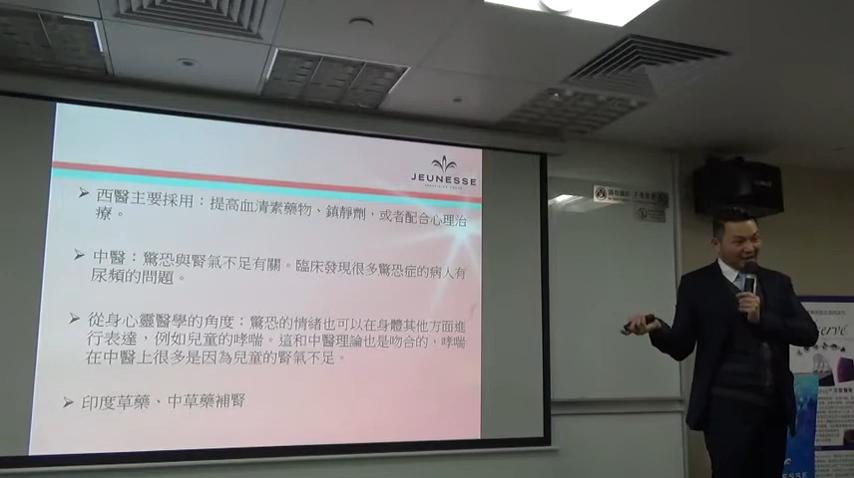 JEUNESSE
➢ 西醫主要採用：提高血清素藥物、鎮靜劑，或者配合心理治
療。
➢ 中醫：驚恐與腎氣不足有關。臨床發現很多驚恐症的病人有
尿頻的問題。
➢ 從身心靈醫學的角度：驚恐的情緒也可以在身體其他方面進
行表達，例如兒童的哮喘。這和中醫理論也是吻合的，哮喘
在中醫上很多是因為兒童的腎氣不足。
➢ 印度草藥、中草藥補腎